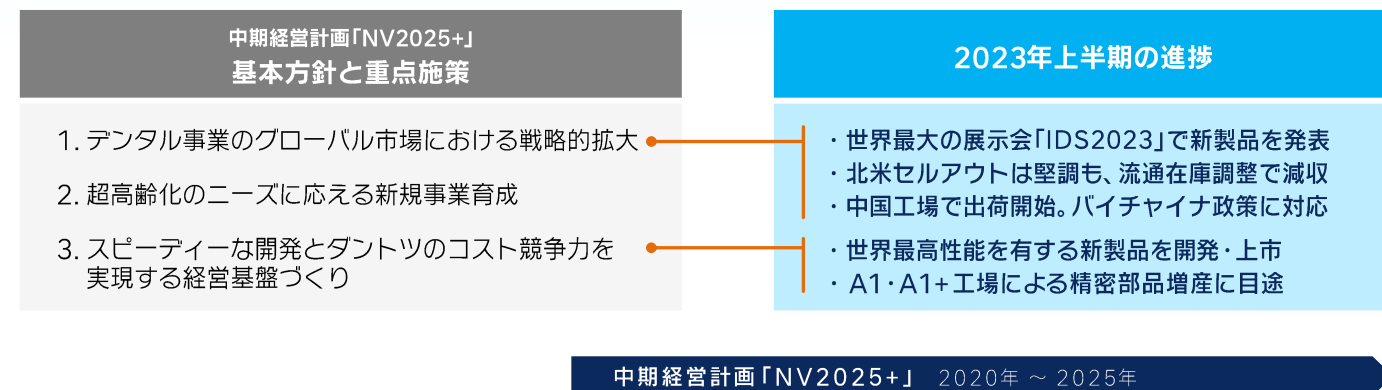 中期経営計画「NV2025+」
基本方針と重点施策
1. デンタル事業のグローバル市場における戦略的拡大
2. 超高齢化のニーズに応える新規事業育成
3. スピーディーな開発とダントツのコスト競争力を
実現する経営基盤づくり
2023年上半期の進捗
・世界最大の展示会「IDS2023」で新製品を発表
・北米セルアウトは堅調も、流通在庫調整で減収
・中国工場で出荷開始。バイチャイナ政策に対応
・世界最高性能を有する新製品を開発・上市
・A1・A1+工場による精密部品増産に目途
中期経営計画「NV2025+」 2020年 ～ 2025年